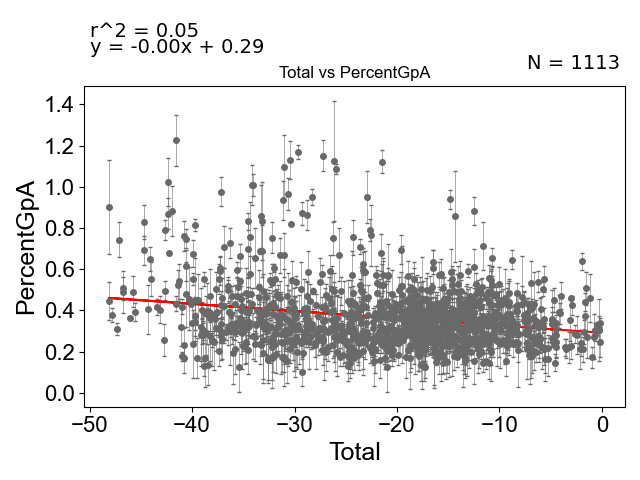 r^2 = 0.05
y = -0.00x + 0.29
N = 1113
Total vs PercentGpA
PercentGpA
1.4
1.2
1.0
0.8
0.6
0.4
0.2
0.0
−50 −40 −30 −20 −10 0
Total